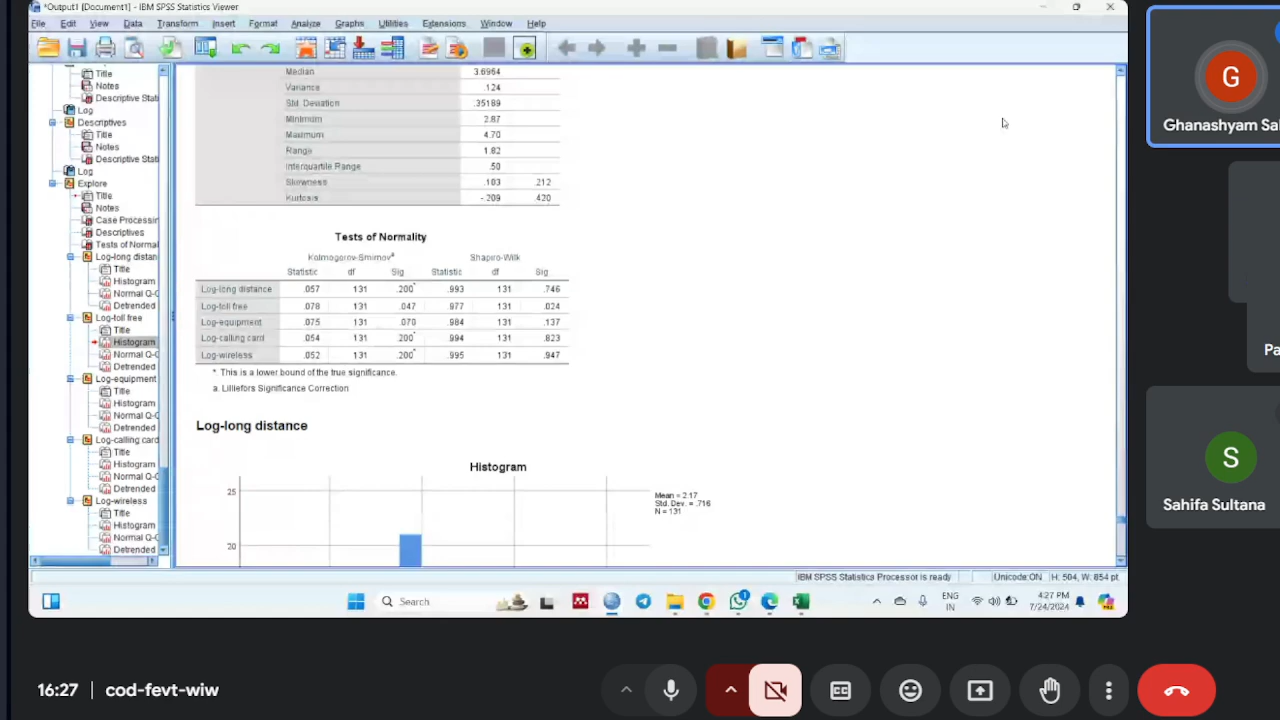 *Output1 [Document1] - IBM SPSS Statistics Viewer
File Edit View Data Transform Insert Format Analyze Graphs Utilities Extensions Window Help
Title
Notes
Descriptive Stati
Log
Descriptives
Title
Notes
Descriptive Stati
Log
Explore
Title
Notes
Case Processin
Descriptives
Tests of Normal
Log-long distan
Title
Histogram
Normal Q-Q
Detrended
Log-toll free
Title
Histogram
Normal Q-Q
Detrended
Log-equipment
Title
Histogram
Normal Q-Q
Detrended
Log-calling card
Title
Histogram
Normal Q-Q
Detrended
Log-wireless
Title
Histogram
Normal Q-Q
Detrended
Median 3.6964
Variance .124
Std. Deviation .35189
Minimum 2.87
Maximum 4.70
Range 1.82
Interquartile Range .50
Skewness .103 .212
Kurtosis -.209 .420
Tests of Normality
Kolmogorov-Smirnovᵃ Shapiro-Wilk
Statistic df Sig. Statistic df Sig.
Log-long distance .057 131 .200* .993 131 .746
Log-toll free .078 131 .047 .977 131 .024
Log-equipment .075 131 .070 .984 131 .137
Log-calling card .054 131 .200* .994 131 .823
Log-wireless .052 131 .200* .995 131 .947
*. This is a lower bound of the true significance.
a. Lilliefors Significance Correction
Log-long distance
Histogram
25
20
Mean = 2.17
Std. Dev. = .716
N = 131
IBM SPSS Statistics Processor is ready Unicode:ON H: 504, W: 854 pt.
Search
ENG
IN
4:27 PM
7/24/2024
G
Ghanashyam Sa
Pa
S
Sahifa Sultana
16:27 | cod-fevt-wiw